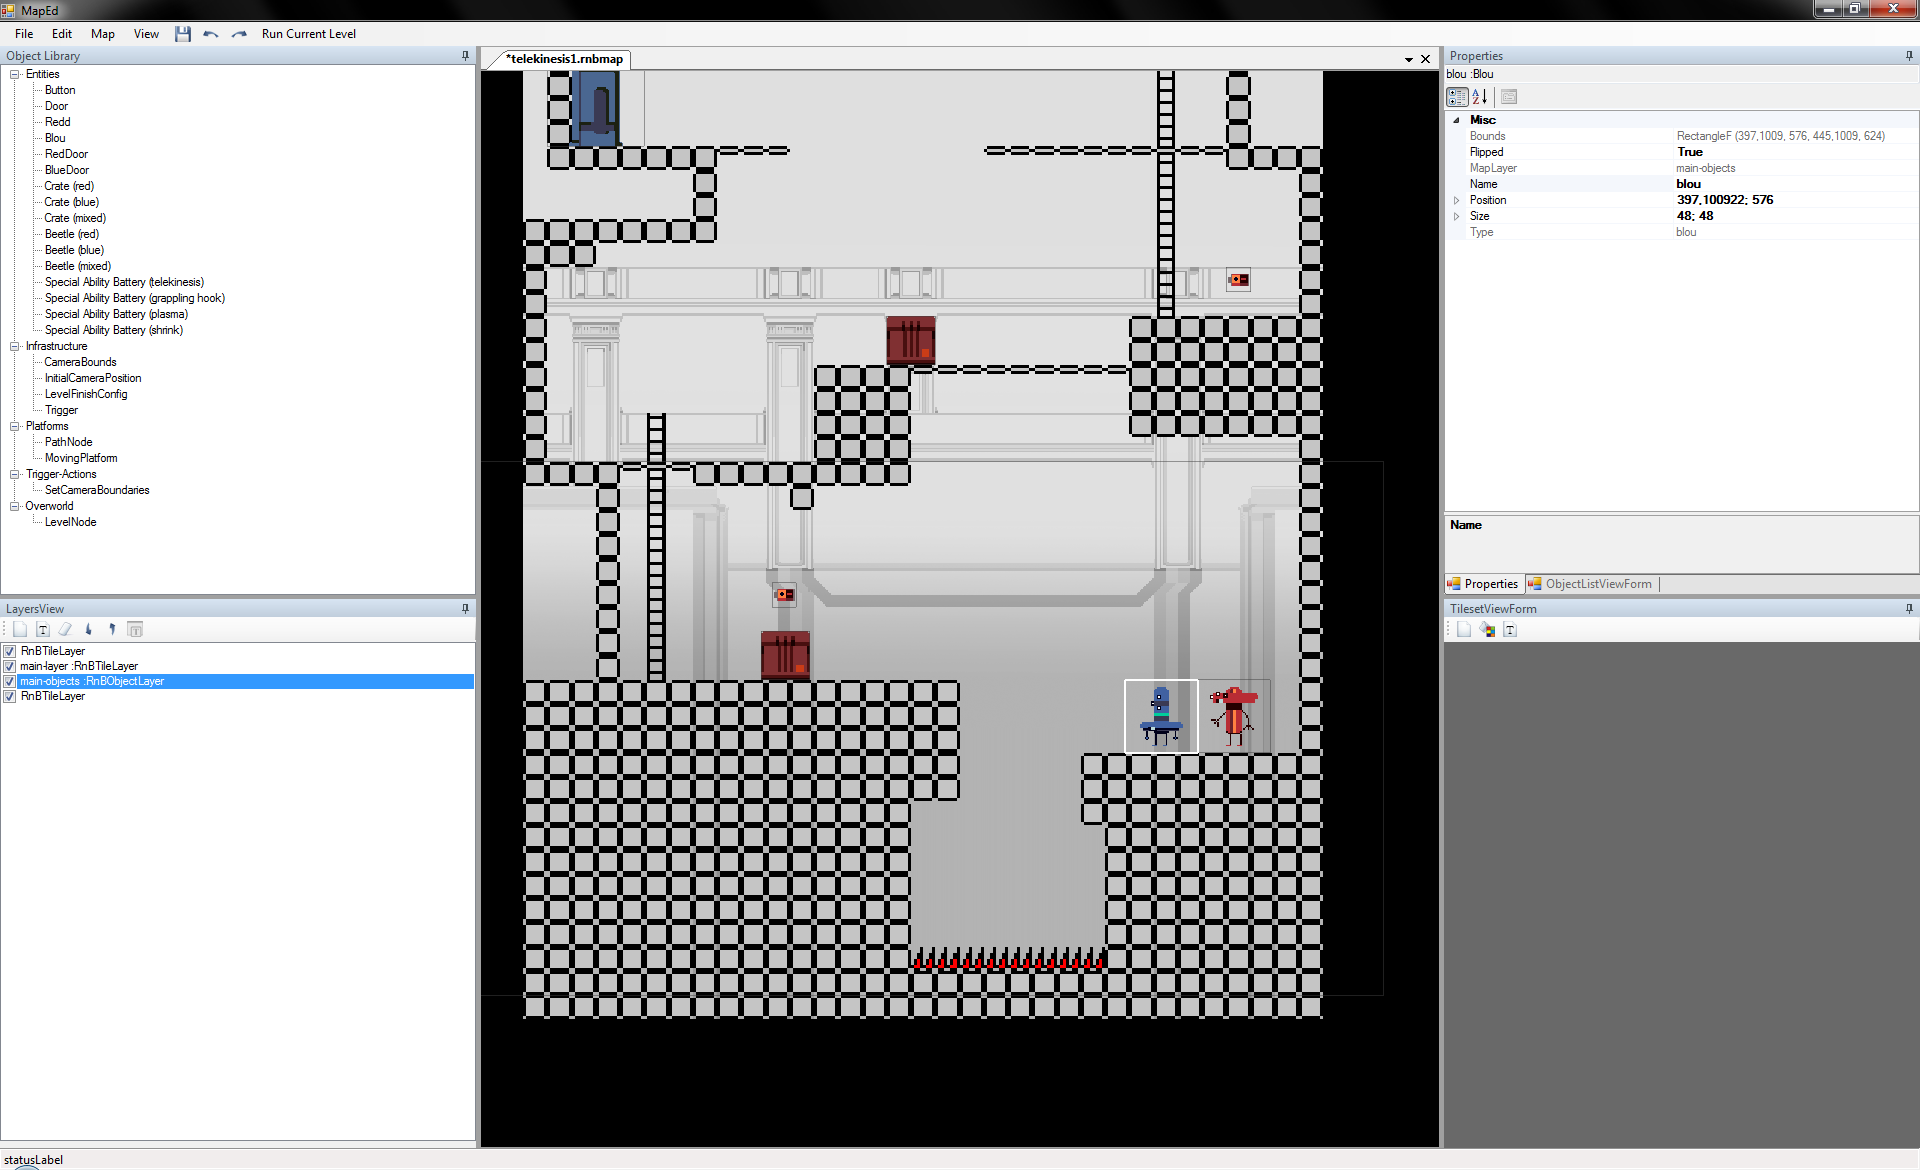 MapEd
File Edit Map View Run Current Level
Object Library
Entities
Button
Door
Redd
Blou
RedDoor
BlueDoor
Crate (red)
Crate (blue)
Crate (mixed)
Beetle (red)
Beetle (blue)
Beetle (mixed)
Special Ability Battery (telekinesis)
Special Ability Battery (grappling hook)
Special Ability Battery (plasma)
Special Ability Battery (shrink)
Infrastructure
CameraBounds
InitialCameraPosition
LevelFinishConfig
Trigger
Platforms
PathNode
MovingPlatform
Trigger-Actions
SetCameraBoundaries
Overworld
LevelNode
LayersView
RnBTileLayer
main-layer :RnBTileLayer
main-objects :RnBObjectLayer
RnBTileLayer
statusLabel
*telekinesis1.rnbmap
Properties
blou :Blou
Misc
Bounds RectangleF (397,1009, 576, 445,1009, 624)
Flipped True
MapLayer main-objects
Name blou
Position 397,100922; 576
Size 48; 48
Type blou
Name
Properties ObjectListViewForm
TilesetViewForm